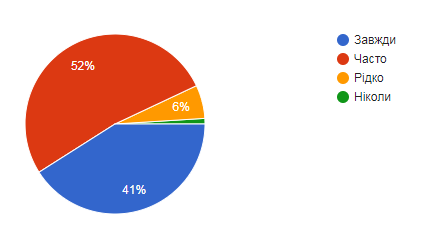 52%
6%
41%
Завжди
Часто
Рідко
Ніколи